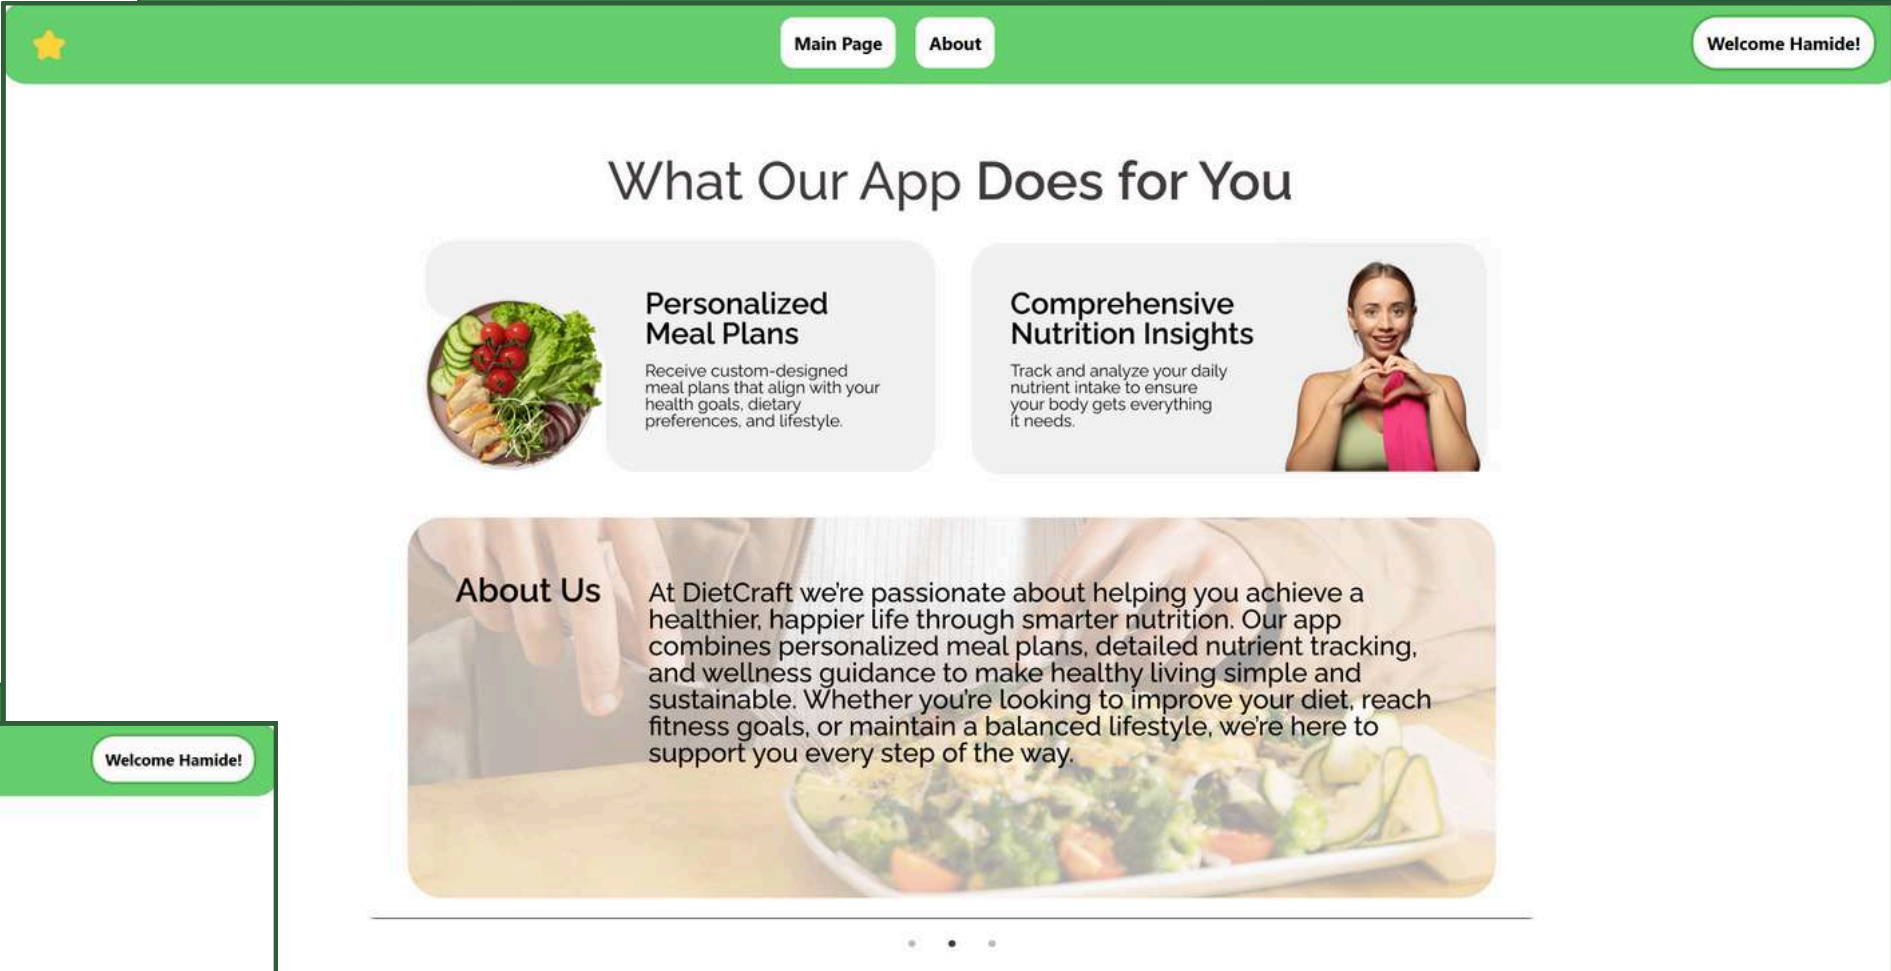 Main Page
About
Welcome Hamide!
What Our App Does for You
Personalized
Meal Plans
Receive custom-designed
meal plans that align with your
health goals, dietary
preferences, and lifestyle.
Comprehensive
Nutrition Insights
Track and analyze your daily
nutrient intake to ensure
your body gets everything
it needs.
About Us
At DietCraft we're passionate about helping you achieve a
healthier, happier life through smarter nutrition. Our app
combines personalized meal plans, detailed nutrient tracking,
and wellness guidance to make healthy living simple and
sustainable. Whether you're looking to improve your diet, reach
fitness goals, or maintain a balanced lifestyle, we're here to
support you every step of the way.
Welcome Hamide!